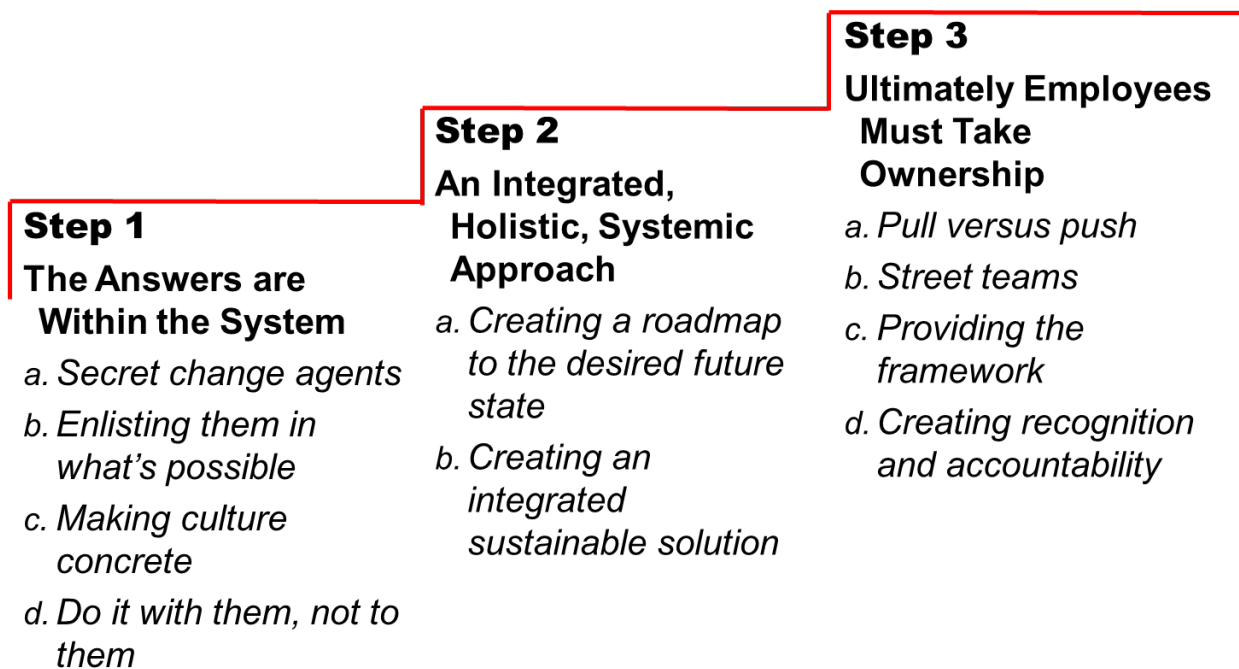 Step 1
The Answers are
Within the System
a. Secret change agents
b. Enlisting them in
what’s possible
c. Making culture
concrete
d. Do it with them, not to
them
Step 2
An Integrated,
Holistic, Systemic
Approach
a. Creating a roadmap
to the desired future
state
b. Creating an
integrated
sustainable solution
Step 3
Ultimately Employees
Must Take
Ownership
a. Pull versus push
b. Street teams
c. Providing the
framework
d. Creating recognition
and accountability